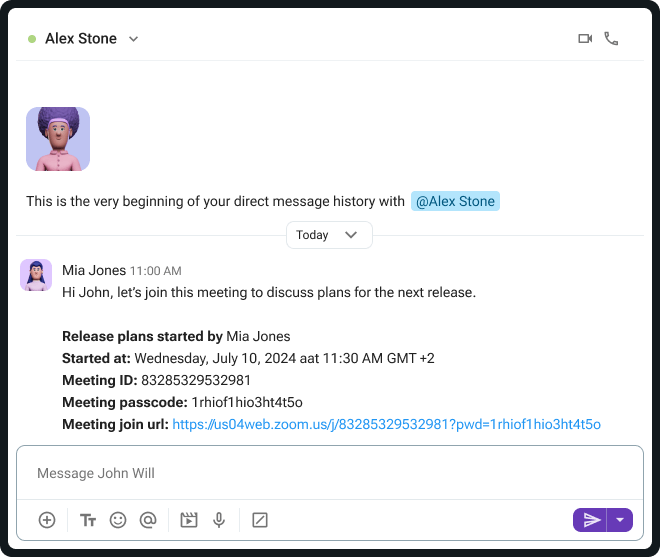 Alex Stone
This is the very beginning of your direct message history with @Alex Stone
Today
Mia Jones 11:00 AM
Hi John, let's join this meeting to discuss plans for the next release.
Release plans started by Mia Jones
Started at: Wednesday, July 10, 2024 aat 11:30 AM GMT +2
Meeting ID: 83285329532981
Meeting passcode: 1rhiof1hio3ht4t5o
Meeting join url: https://us04web.zoom.us/j/83285329532981?pwd=1rhiof1hio3ht4t5o
Message John Will
Tт